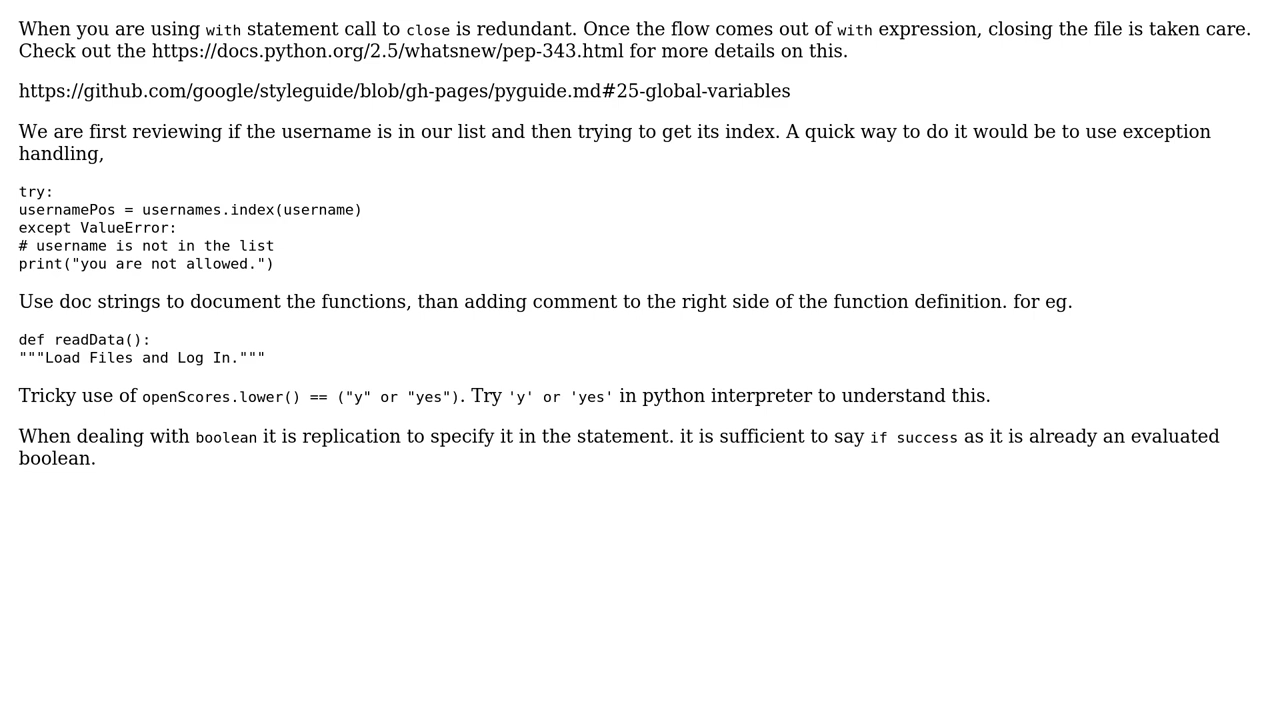 When you are using with statement call to close is redundant. Once the flow comes out of with expression, closing the file is taken care.
Check out the https://docs.python.org/2.5/whatsnew/pep-343.html for more details on this.
https://github.com/google/styleguide/blob/gh-pages/pyguide.md#25-global-variables
We are first reviewing if the username is in our list and then trying to get its index. A quick way to do it would be to use exception
handling,
try:
usernamePos = usernames.index(username)
except ValueError:
# username is not in the list
print("you are not allowed.")
Use doc strings to document the functions, than adding comment to the right side of the function definition. for eg.
def readData():
"""Load Files and Log In."""
Tricky use of openScores.lower() == ("y" or "yes"). Try 'y' or 'yes' in python interpreter to understand this.
When dealing with boolean it is replication to specify it in the statement. it is sufficient to say if success as it is already an evaluated
boolean.